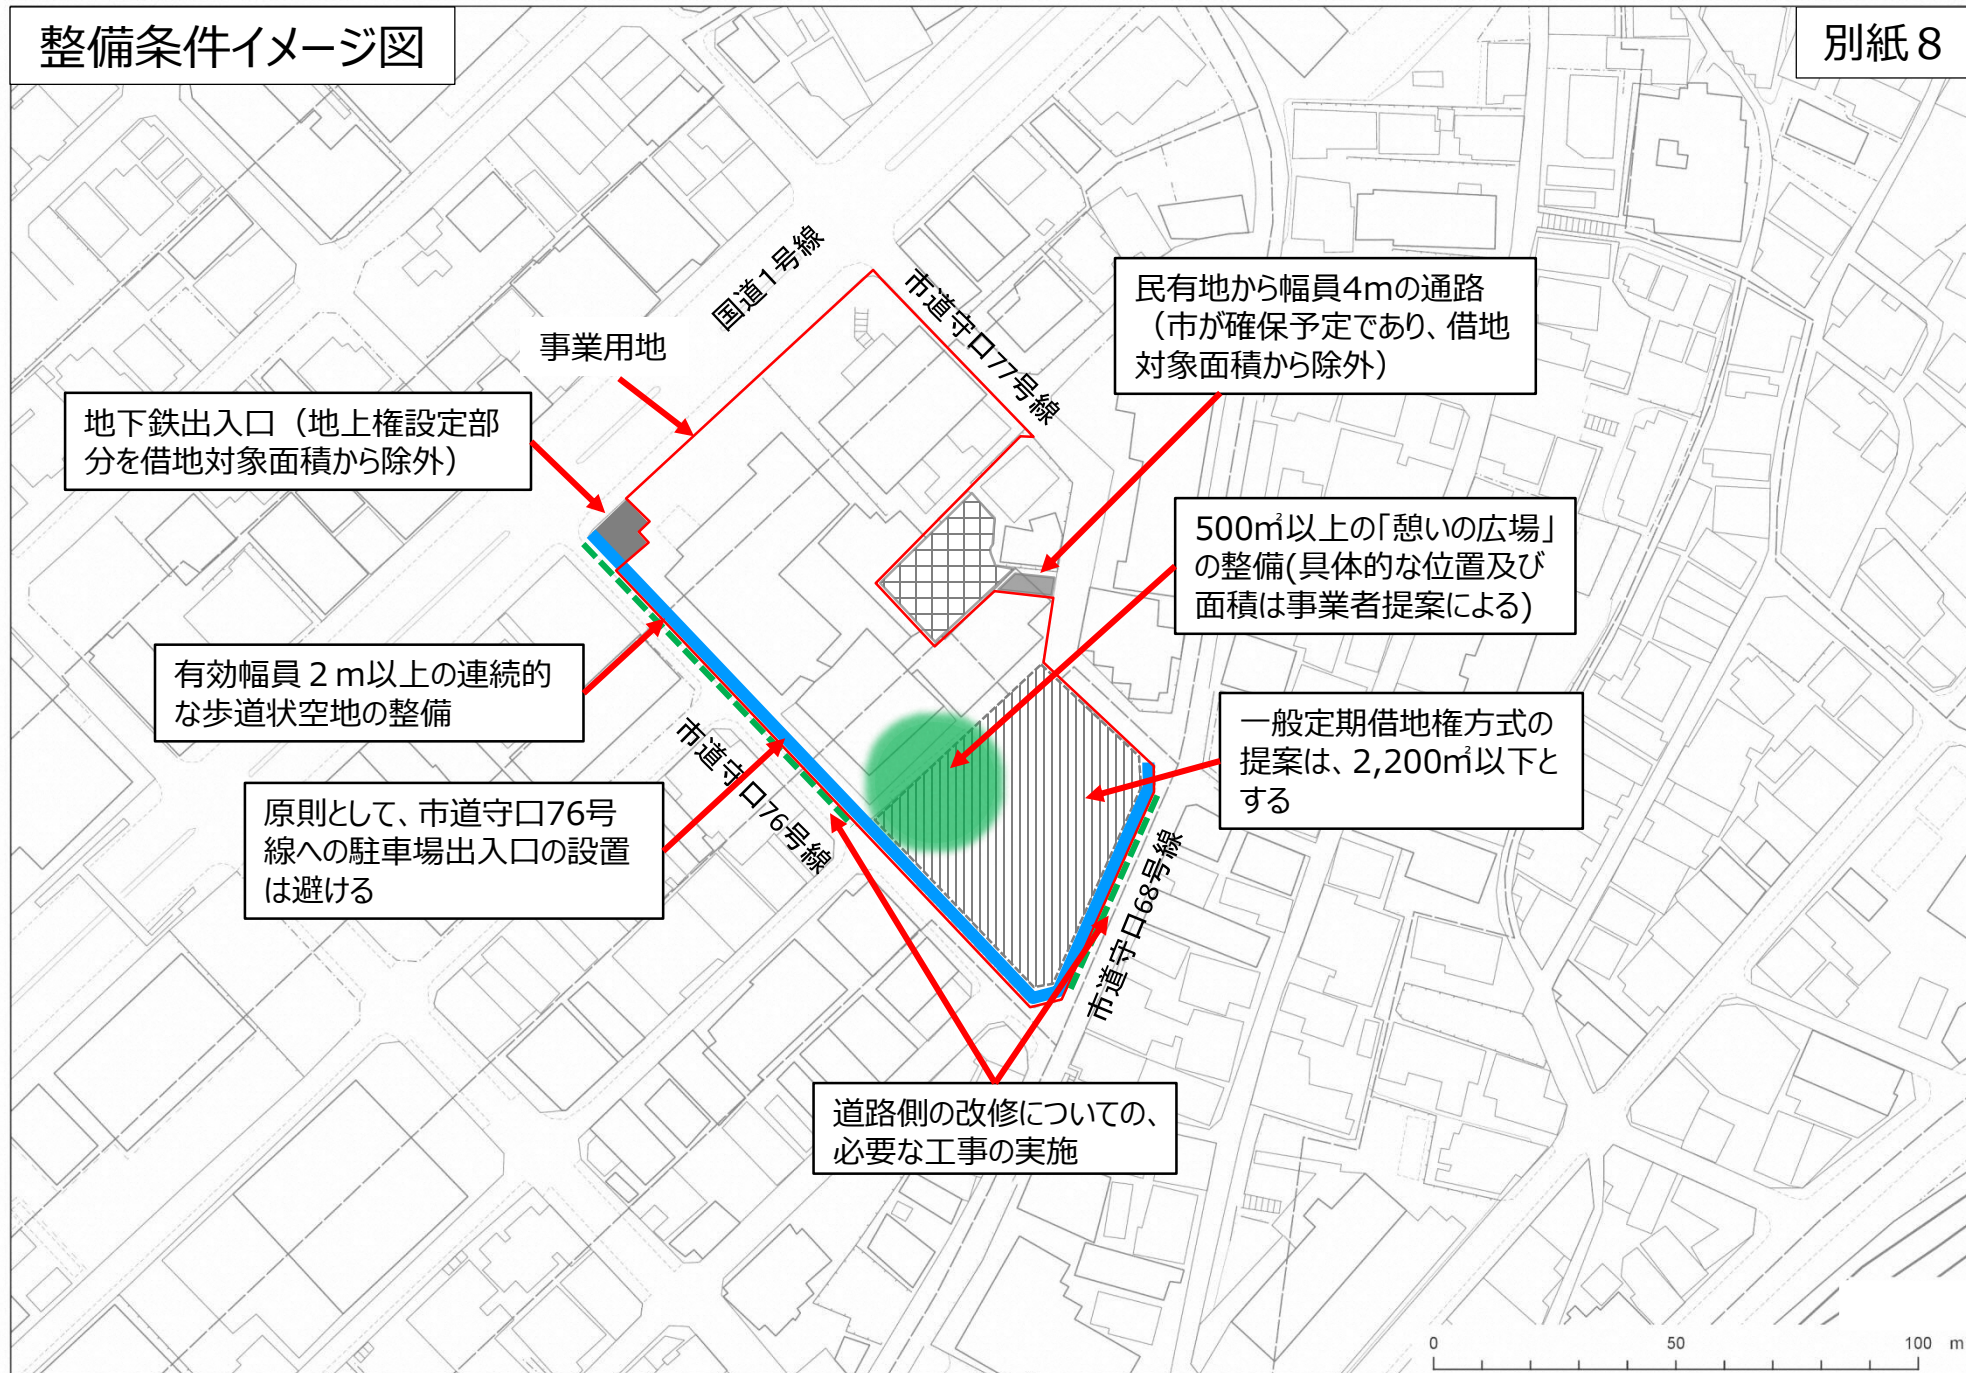 整備条件イメージ図
別紙８
国道1号線
市道守口77号線
事業用地
民有地から幅員4mの通路
（市が確保予定であり、借地
対象面積から除外）
地下鉄出入口（地上権設定部
分を借地対象面積から除外）
500㎡以上の「憩いの広場」
の整備(具体的な位置及び
面積は事業者提案による)
有効幅員２ｍ以上の連続的
な歩道状空地の整備
一般定期借地権方式の
提案は、2,200㎡以下と
する
市道守口76号線
原則として、市道守口76号
線への駐車場出入口の設置
は避ける
市道守口68号線
道路側の改修についての、
必要な工事の実施
0 50 100 m